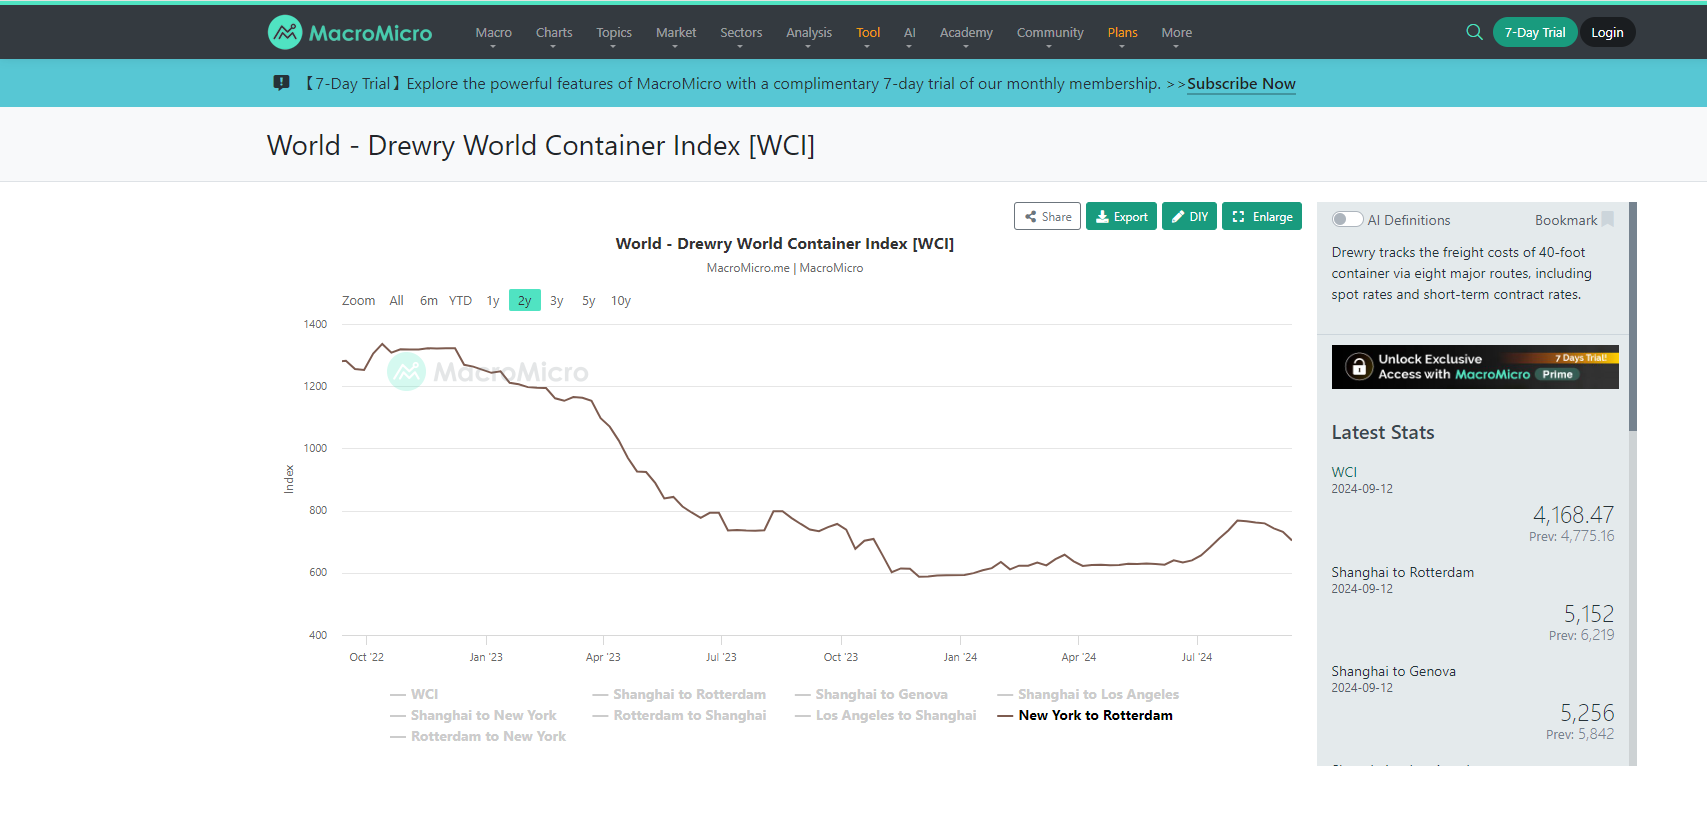 MacroMicro
Macro Charts Topics Market Sectors Analysis Tool AI Academy Community Plans More
7-Day Trial Login
【7-Day Trial】Explore the powerful features of MacroMicro with a complimentary 7-day trial of our monthly membership. >>Subscribe Now
World - Drewry World Container Index [WCI]
Share Export DIY Enlarge
World - Drewry World Container Index [WCI]
MacroMicro.me | MacroMicro
Zoom All 6m YTD 1y 2y 3y 5y 10y
MacroMicro
Index
1400
1200
1000
800
600
400
Oct '22 Jan '23 Apr '23 Jul '23 Oct '23 Jan '24 Apr '24 Jul '24
WCI Shanghai to Rotterdam Shanghai to Genova Shanghai to Los Angeles
Shanghai to New York Rotterdam to Shanghai Los Angeles to Shanghai New York to Rotterdam
Rotterdam to New York
AI Definitions Bookmark
Drewry tracks the freight costs of 40-foot
container via eight major routes, including
spot rates and short-term contract rates.
Unlock Exclusive 7 Days Trial!
Access with MacroMicro Prime
Latest Stats
WCI
2024-09-12
4,168.47
Prev: 4,775.16
Shanghai to Rotterdam
2024-09-12
5,152
Prev: 6,219
Shanghai to Genova
2024-09-12
5,256
Prev: 5,842